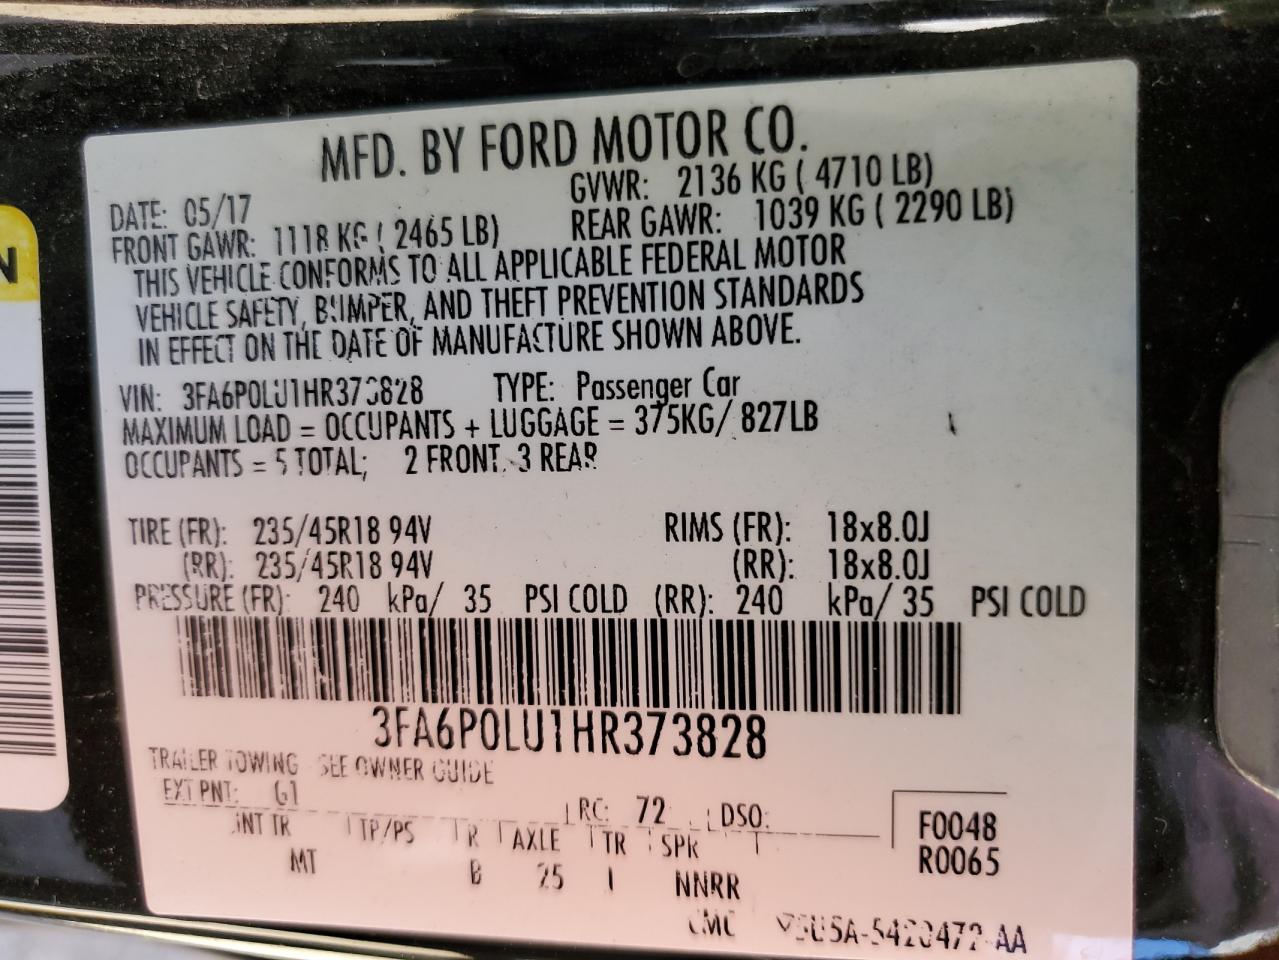 MFD. BY FORD MOTOR CO.
DATE: 05/17 GVWR: 2136 KG ( 4710 LB)
FRONT GAWR: 1118 KG ( 2465 LB) REAR GAWR: 1039 KG ( 2290 LB)
THIS VEHICLE CONFORMS TO ALL APPLICABLE FEDERAL MOTOR
VEHICLE SAFETY, BUMPER, AND THEFT PREVENTION STANDARDS
IN EFFECT ON THE DATE OF MANUFACTURE SHOWN ABOVE.
VIN: 3FA6P0LU1HR373828 TYPE: Passenger Car
MAXIMUM LOAD = OCCUPANTS + LUGGAGE = 375KG/ 827LB
OCCUPANTS = 5 TOTAL; 2 FRONT, 3 REAR
TIRE (FR): 235/45R18 94V RIMS (FR): 18x8.0J
(RR): 235/45R18 94V (RR): 18x8.0J
PRESSURE (FR): 240 kPa/ 35 PSI COLD (RR): 240 kPa/ 35 PSI COLD
3FA6P0LU1HR373828
TRAILER TOWING - SEE OWNER GUIDE
EXT PNT: G1 RC: 72 DSO: F0048
INT TR TP/PS R AXLE TR SPR R0065
MT B 25 NNRR
N